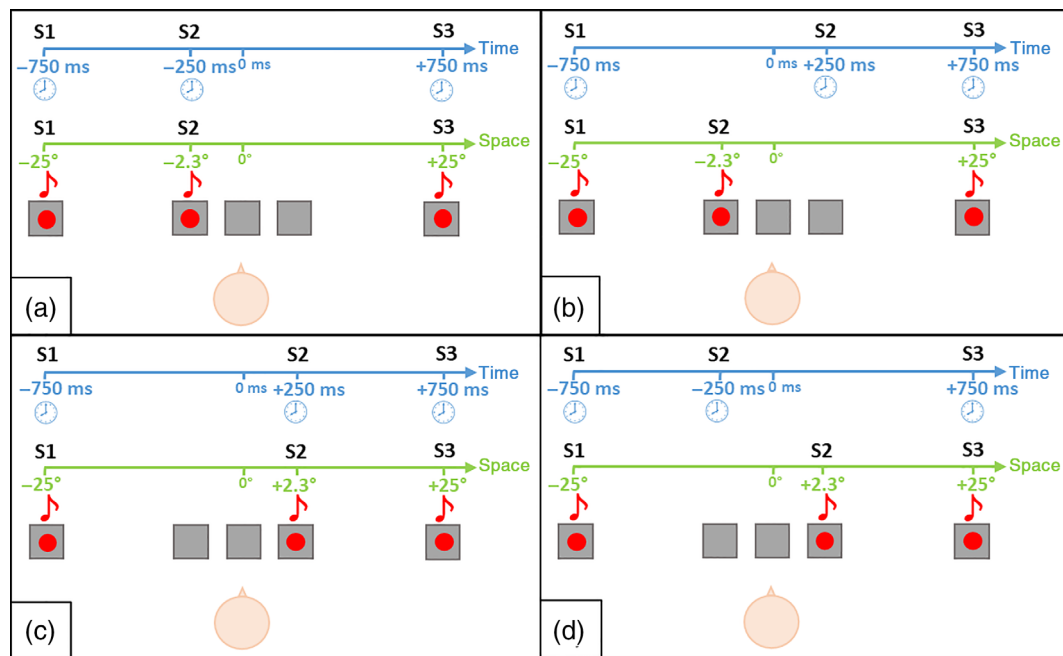 S1 S2 S3
Time
−750 ms −250 ms 0 ms +750 ms
S1 S2 S3
Space
−25° −2.3° 0° +25°
(a)
S1 S2 S3
Time
−750 ms 0 ms +250 ms +750 ms
S1 S2 S3
Space
−25° −2.3° 0° +25°
(b)
S1 S2 S3
Time
−750 ms 0 ms +250 ms +750 ms
S1 S2 S3
Space
−25° 0° +2.3° +25°
(c)
S1 S2 S3
Time
−750 ms −250 ms 0 ms +750 ms
S1 S2 S3
Space
−25° 0° +2.3° +25°
(d)